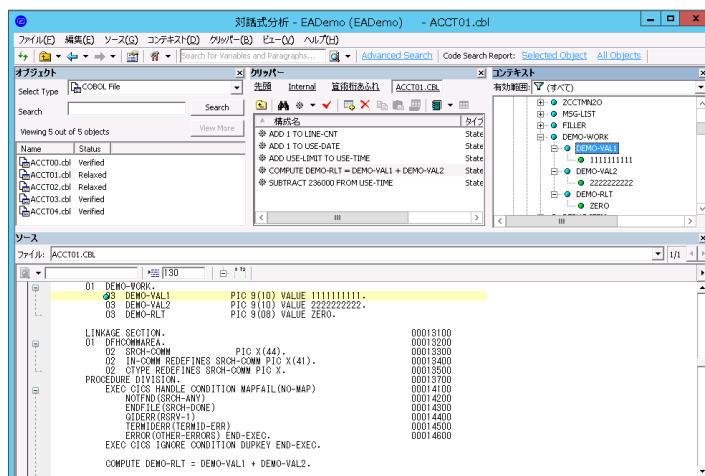 対話式分析 - EADemo (EADemo) - ACCT01.cbl
ファイル(F) 編集(E) ソース(G) コンテキスト(D) クリッパー(B) ビュー(V) ヘルプ(H)
Search for Variables and Paragraphs... Advanced Search Code Search Report: Selected Object All Objects
オブジェクト
Select Type COBOL File
Search Search
Viewing 5 out of 5 objects View More
Name Status
ACCT00.cbl Verified
ACCT01.cbl Relaxed
ACCT02.cbl Relaxed
ACCT03.cbl Verified
ACCT04.cbl Verified
クリッパー
先頭 Internal 算術桁あふれ ACCT01.CBL
構成名 タイプ
ADD 1 TO LINE-CNT State
ADD 1 TO USE-DATE State
ADD USE-LIMIT TO USE-TIME State
COMPUTE DEMO-RLT = DEMO-VAL1 + DEMO-VAL2 State
SUBTRACT 236000 FROM USE-TIME State
コンテキスト
有効範囲: (すべて)
ZCCTMN2O
MSG-LIST
FILLER
DEMO-WORK
DEMO-VAL1
1111111111
DEMO-VAL2
2222222222
DEMO-RLT
ZERO
ソース
ファイル: ACCT01.CBL 1/1
130
01 DEMO-WORK.
03 DEMO-VAL1 PIC 9(10) VALUE 1111111111.
03 DEMO-VAL2 PIC 9(10) VALUE 2222222222.
03 DEMO-RLT PIC 9(08) VALUE ZERO.
LINKAGE SECTION. 00013100
01 DFHCOMMAREA. 00013200
02 SRCH-COMM PIC X(44). 00013300
02 IN-COMM REDEFINES SRCH-COMM PIC X(41). 00013400
02 CTYPE REDEFINES SRCH-COMM PIC X. 00013500
PROCEDURE DIVISION. 00013700
EXEC CICS HANDLE CONDITION MAPFAIL(NO-MAP) 00014100
NOTFND(SRCH-ANY) 00014200
ENDFILE(SRCH-DONE) 00014300
QIDERR(RSRV-1) 00014400
TERMIDERR(TERMID-ERR) 00014500
ERROR(OTHER-ERRORS) END-EXEC. 00014600
EXEC CICS IGNORE CONDITION DUPKEY END-EXEC.
COMPUTE DEMO-RLT = DEMO-VAL1 + DEMO-VAL2.